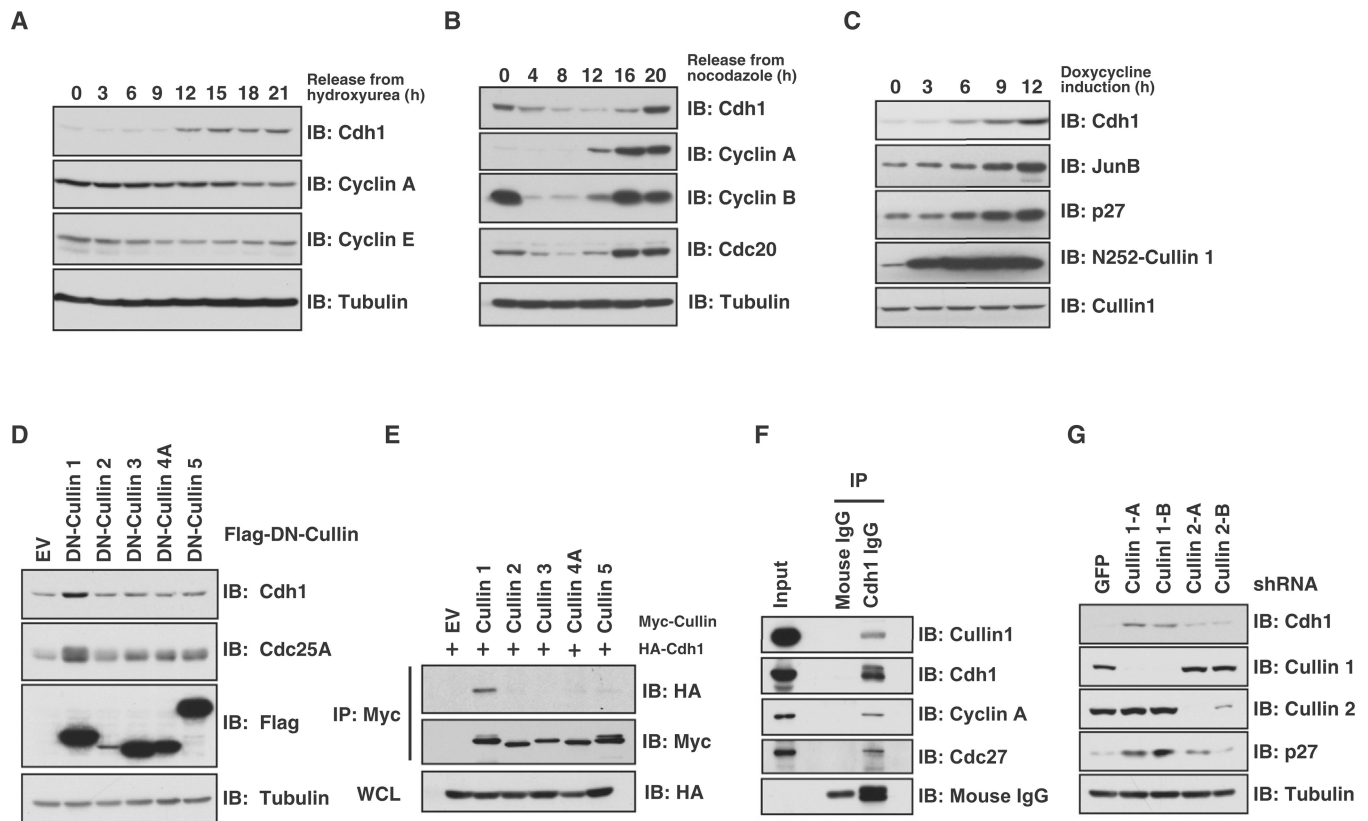 A
Release from
hydroxyurea (h)
0 3 6 9 12 15 18 21
IB: Cdh1
IB: Cyclin A
IB: Cyclin E
IB: Tubulin
B
Release from
nocodazole (h)
0 4 8 12 16 20
IB: Cdh1
IB: Cyclin A
IB: Cyclin B
IB: Cdc20
IB: Tubulin
C
Doxycycline
induction (h)
0 3 6 9 12
IB: Cdh1
IB: JunB
IB: p27
IB: N252-Cullin 1
IB: Cullin1
D
EV
DN-Cullin 1
DN-Cullin 2
DN-Cullin 3
DN-Cullin 4A
DN-Cullin 5
Flag-DN-Cullin
IB: Cdh1
IB: Cdc25A
IB: Flag
IB: Tubulin
E
EV
Cullin 1
Cullin 2
Cullin 3
Cullin 4A
Cullin 5
Myc-Cullin
+ + + + + + HA-Cdh1
IP: Myc
IB: HA
IB: Myc
WCL
IB: HA
F
IP
Input
Mouse IgG
Cdh1 IgG
IB: Cullin1
IB: Cdh1
IB: Cyclin A
IB: Cdc27
IB: Mouse IgG
G
GFP
Cullin 1-A
Culinl 1-B
Cullin 2-A
Cullin 2-B
shRNA
IB: Cdh1
IB: Cullin 1
IB: Cullin 2
IB: p27
IB: Tubulin